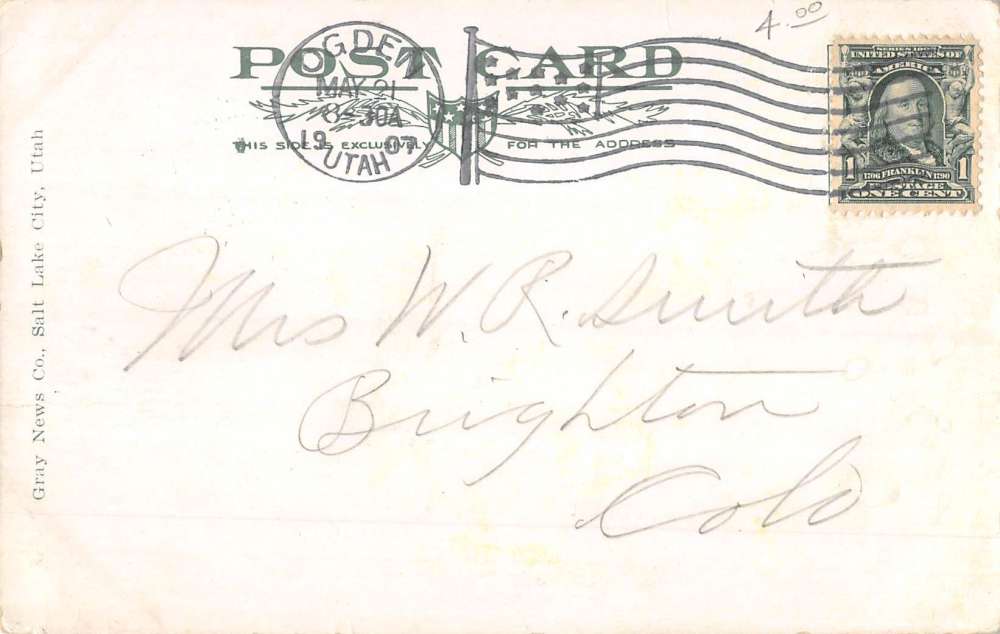 4.00
POST CARD
THIS SIDE IS EXCLUSIVELY FOR THE ADDRESS
OGDEN
MAY 21
8-30A
1907
UTAH
UNITED STATES OF
AMERICA
1 1706 FRANKLIN 1790 1
POSTAGE
ONE CENT
Mrs W. R. Smith
Brighton
Colo
Gray News Co., Salt Lake City, Utah